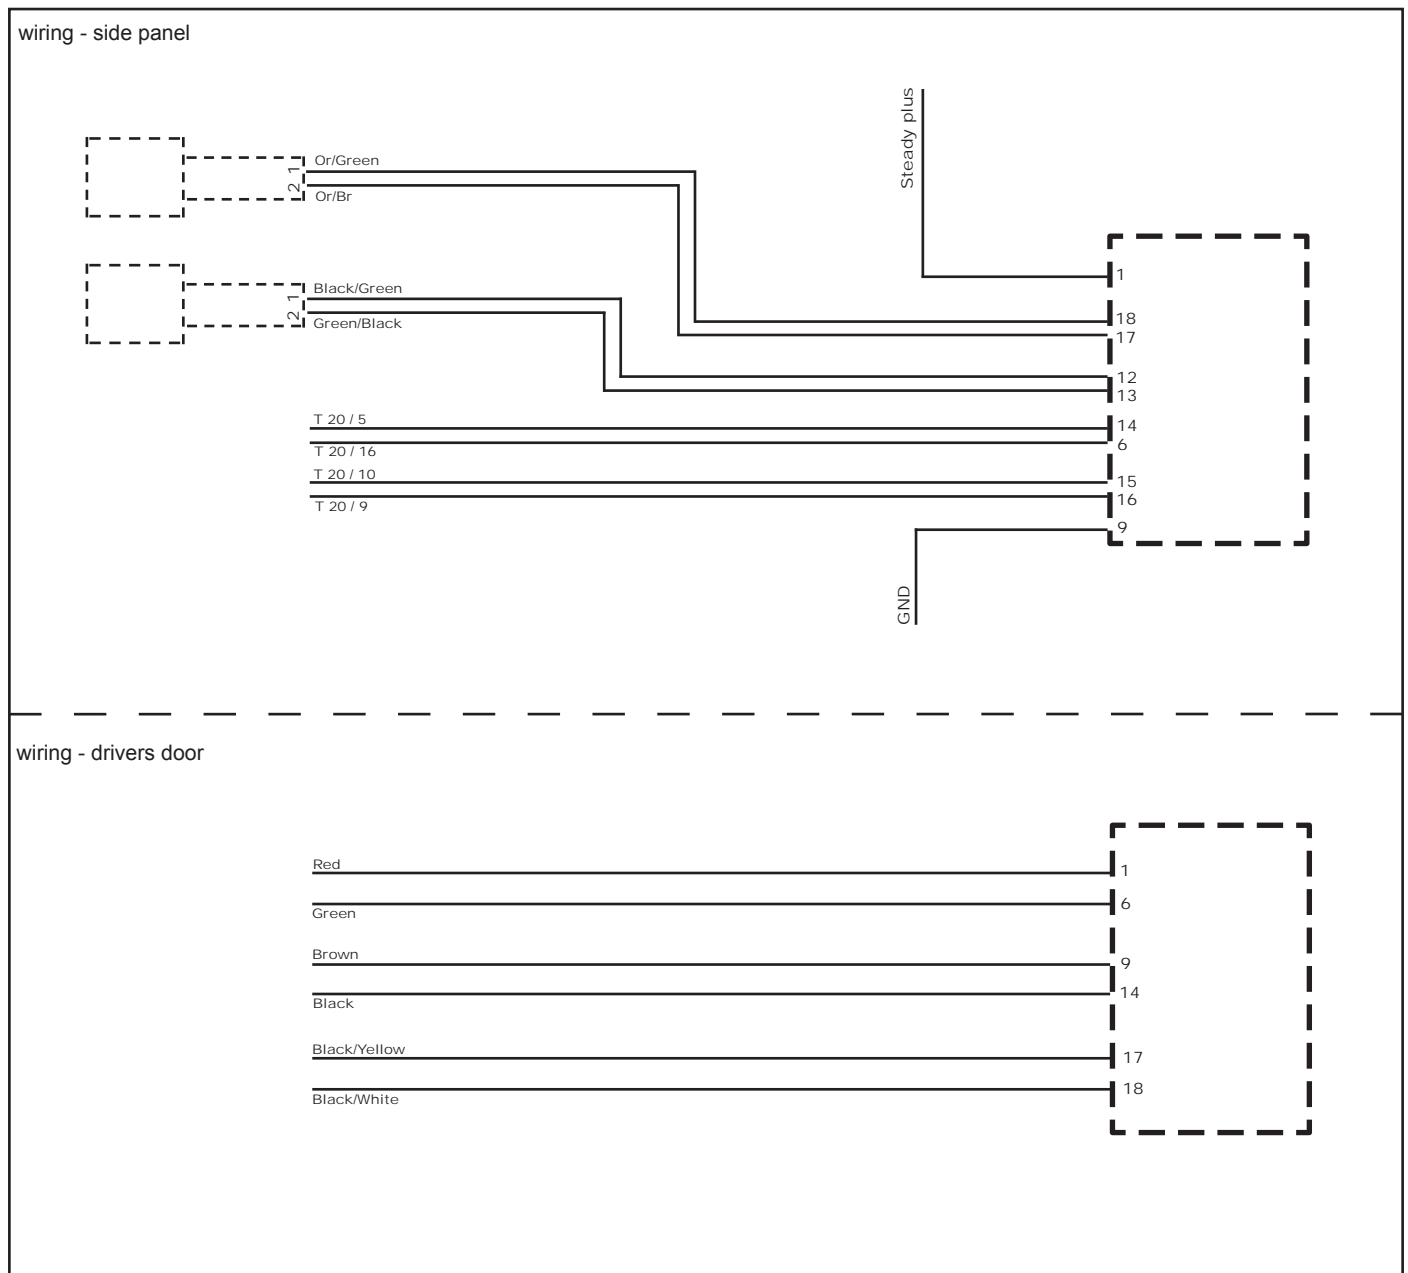 wiring - side panel
Steady plus
Or/Green
1
2
Or/Br
Black/Green
1
2
Green/Black
1
18
17
12
13
T 20 / 5
14
T 20 / 16
6
T 20 / 10
15
T 20 / 9
16
9
GND
wiring - drivers door
Red
1
Green
6
Brown
9
Black
14
Black/Yellow
17
Black/White
18